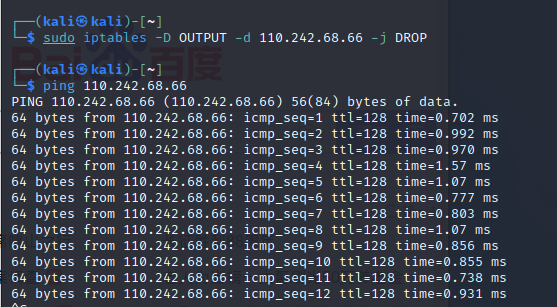 ┌──(kali㉿kali)-[~]
└─$ sudo iptables -D OUTPUT -d 110.242.68.66 -j DROP
┌──(kali㉿kali)-[~]
└─$ ping 110.242.68.66
PING 110.242.68.66 (110.242.68.66) 56(84) bytes of data.
64 bytes from 110.242.68.66: icmp_seq=1 ttl=128 time=0.702 ms
64 bytes from 110.242.68.66: icmp_seq=2 ttl=128 time=0.992 ms
64 bytes from 110.242.68.66: icmp_seq=3 ttl=128 time=0.970 ms
64 bytes from 110.242.68.66: icmp_seq=4 ttl=128 time=1.57 ms
64 bytes from 110.242.68.66: icmp_seq=5 ttl=128 time=1.07 ms
64 bytes from 110.242.68.66: icmp_seq=6 ttl=128 time=0.777 ms
64 bytes from 110.242.68.66: icmp_seq=7 ttl=128 time=0.803 ms
64 bytes from 110.242.68.66: icmp_seq=8 ttl=128 time=1.07 ms
64 bytes from 110.242.68.66: icmp_seq=9 ttl=128 time=0.856 ms
64 bytes from 110.242.68.66: icmp_seq=10 ttl=128 time=0.855 ms
64 bytes from 110.242.68.66: icmp_seq=11 ttl=128 time=0.738 ms
64 bytes from 110.242.68.66: icmp_seq=12 ttl=128 time=0.931 ms